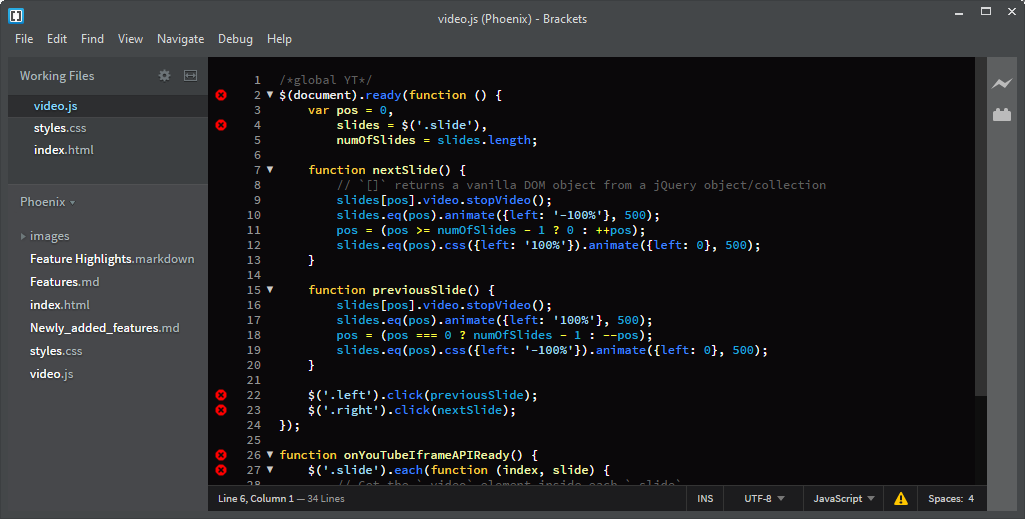 video.js (Phoenix) - Brackets
File Edit Find View Navigate Debug Help
Working Files
video.js
styles.css
index.html
Phoenix
images
Feature Highlights.markdown
Features.md
index.html
Newly_added_features.md
styles.css
video.js
1 /*global YT*/
2 $(document).ready(function () {
3 var pos = 0,
4 slides = $('.slide'),
5 numOfSlides = slides.length;
6
7 function nextSlide() {
8 // `[]` returns a vanilla DOM object from a jQuery object/collection
9 slides[pos].video.stopVideo();
10 slides.eq(pos).animate({left: '-100%'}, 500);
11 pos = (pos >= numOfSlides - 1 ? 0 : ++pos);
12 slides.eq(pos).css({left: '100%'}).animate({left: 0}, 500);
13 }
14
15 function previousSlide() {
16 slides[pos].video.stopVideo();
17 slides.eq(pos).animate({left: '100%'}, 500);
18 pos = (pos === 0 ? numOfSlides - 1 : --pos);
19 slides.eq(pos).css({left: '-100%'}).animate({left: 0}, 500);
20 }
21
22 $('.left').click(previousSlide);
23 $('.right').click(nextSlide);
24 });
25
26 function onYouTubeIframeAPIReady() {
27 $('.slide').each(function (index, slide) {
28 // Get the `.video` element inside each `.slide`
Line 6, Column 1 — 34 Lines INS UTF-8 JavaScript Spaces: 4